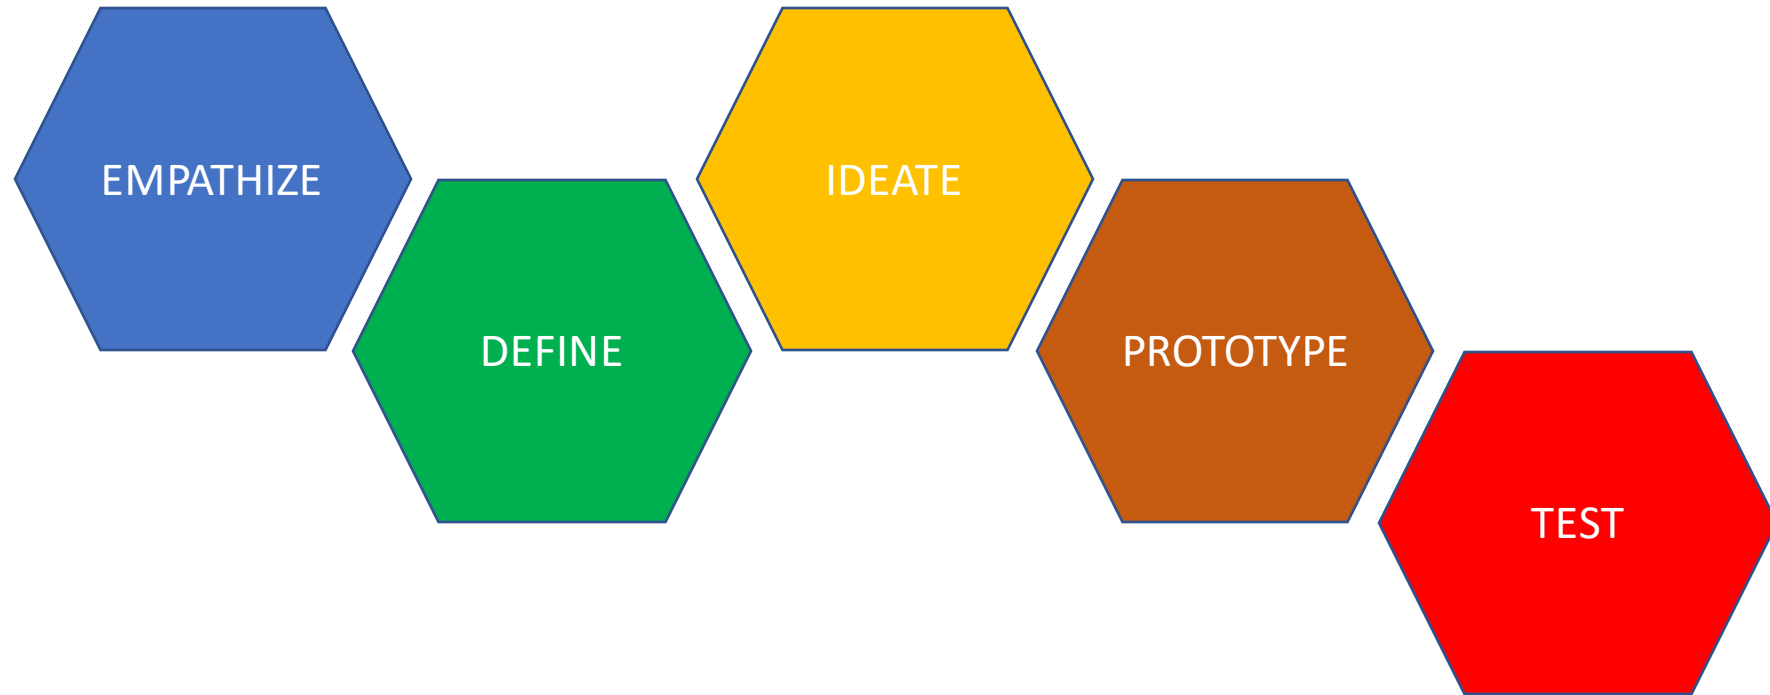 EMPATHIZE
DEFINE
IDEATE
PROTOTYPE
TEST